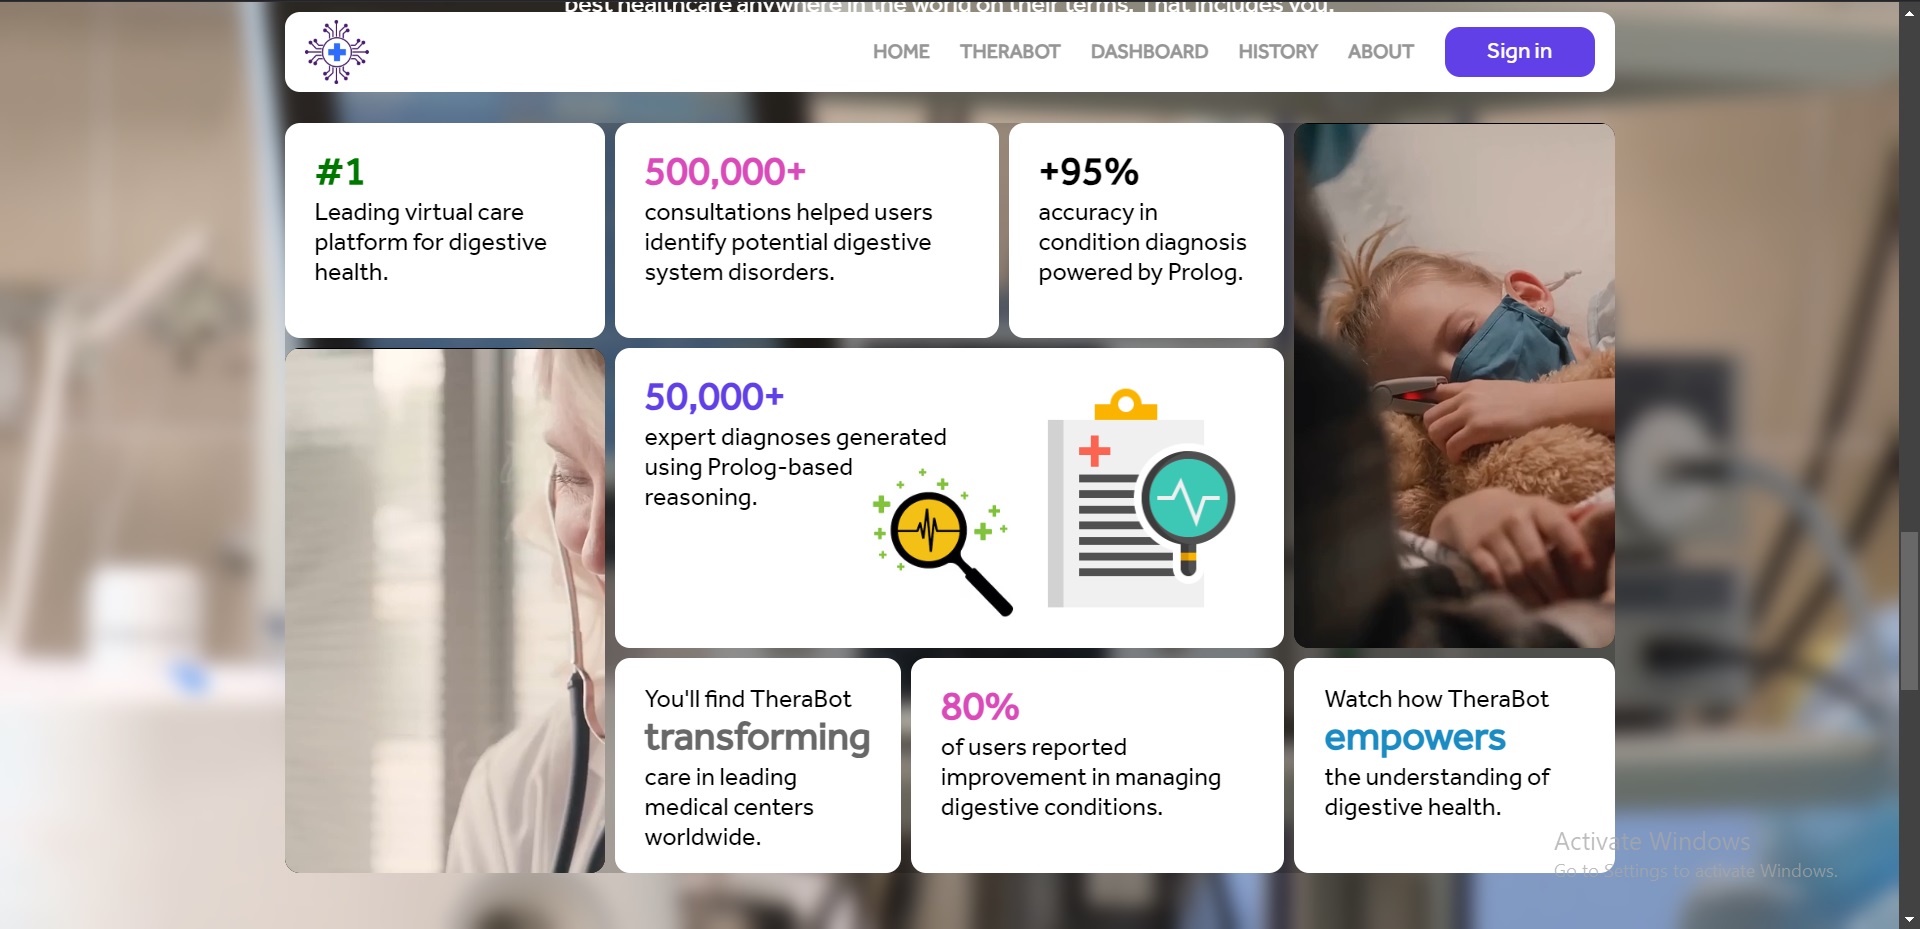 best healthcare anywhere in the world on their terms. That includes you.
HOME THERABOT DASHBOARD HISTORY ABOUT Sign in
#1
Leading virtual care
platform for digestive
health.
500,000+
consultations helped users
identify potential digestive
system disorders.
+95%
accuracy in
condition diagnosis
powered by Prolog.
50,000+
expert diagnoses generated
using Prolog-based
reasoning.
You'll find TheraBot
transforming
care in leading
medical centers
worldwide.
80%
of users reported
improvement in managing
digestive conditions.
Watch how TheraBot
empowers
the understanding of
digestive health.
Activate Windows
Go to Settings to activate Windows.